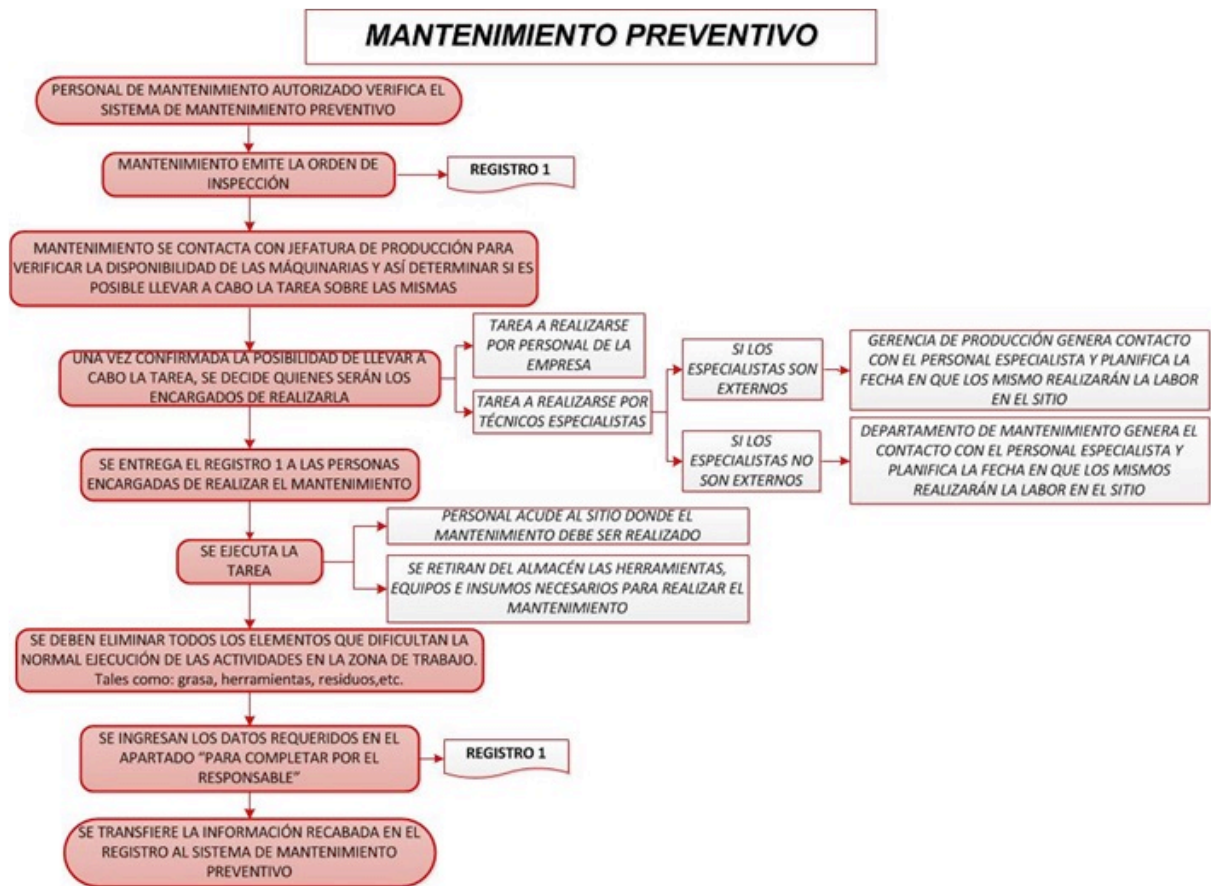 MANTENIMIENTO PREVENTIVO
PERSONAL DE MANTENIMIENTO AUTORIZADO VERIFICA EL
SISTEMA DE MANTENIMIENTO PREVENTIVO
MANTENIMIENTO EMITE LA ORDEN DE
INSPECCIÓN
REGISTRO 1
MANTENIMIENTO SE CONTACTA CON JEFATURA DE PRODUCCIÓN PARA
VERIFICAR LA DISPONIBILIDAD DE LAS MÁQUINARIAS Y ASÍ DETERMINAR SI ES
POSIBLE LLEVAR A CABO LA TAREA SOBRE LAS MISMAS
UNA VEZ CONFIRMADA LA POSIBILIDAD DE LLEVAR A
CABO LA TAREA, SE DECIDE QUIENES SERÁN LOS
ENCARGADOS DE REALIZARLA
TAREA A REALIZARSE
POR PERSONAL DE LA
EMPRESA
TAREA A REALIZARSE POR
TÉCNICOS ESPECIALISTAS
SI LOS
ESPECIALISTAS SON
EXTERNOS
GERENCIA DE PRODUCCIÓN GENERA CONTACTO
CON EL PERSONAL ESPECIALISTA Y PLANIFICA LA
FECHA EN QUE LOS MISMO REALIZARÁN LA LABOR
EN EL SITIO
SI LOS
ESPECIALISTAS NO
SON EXTERNOS
DEPARTAMENTO DE MANTENIMIENTO GENERA EL
CONTACTO CON EL PERSONAL ESPECIALISTA Y
PLANIFICA LA FECHA EN QUE LOS MISMOS
REALIZARÁN LA LABOR EN EL SITIO
SE ENTREGA EL REGISTRO 1 A LAS PERSONAS
ENCARGADAS DE REALIZAR EL MANTENIMIENTO
SE EJECUTA LA
TAREA
PERSONAL ACUDE AL SITIO DONDE EL
MANTENIMIENTO DEBE SER REALIZADO
SE RETIRAN DEL ALMACÉN LAS HERRAMIENTAS,
EQUIPOS E INSUMOS NECESARIOS PARA REALIZAR EL
MANTENIMIENTO
SE DEBEN ELIMINAR TODOS LOS ELEMENTOS QUE DIFICULTAN LA
NORMAL EJECUCIÓN DE LAS ACTIVIDADES EN LA ZONA DE TRABAJO.
Tales como: grasa, herramientas, residuos,etc.
SE INGRESAN LOS DATOS REQUERIDOS EN EL
APARTADO “PARA COMPLETAR POR EL
RESPONSABLE”
REGISTRO 1
SE TRANSFIERE LA INFORMACIÓN RECABADA EN EL
REGISTRO AL SISTEMA DE MANTENIMIENTO
PREVENTIVO